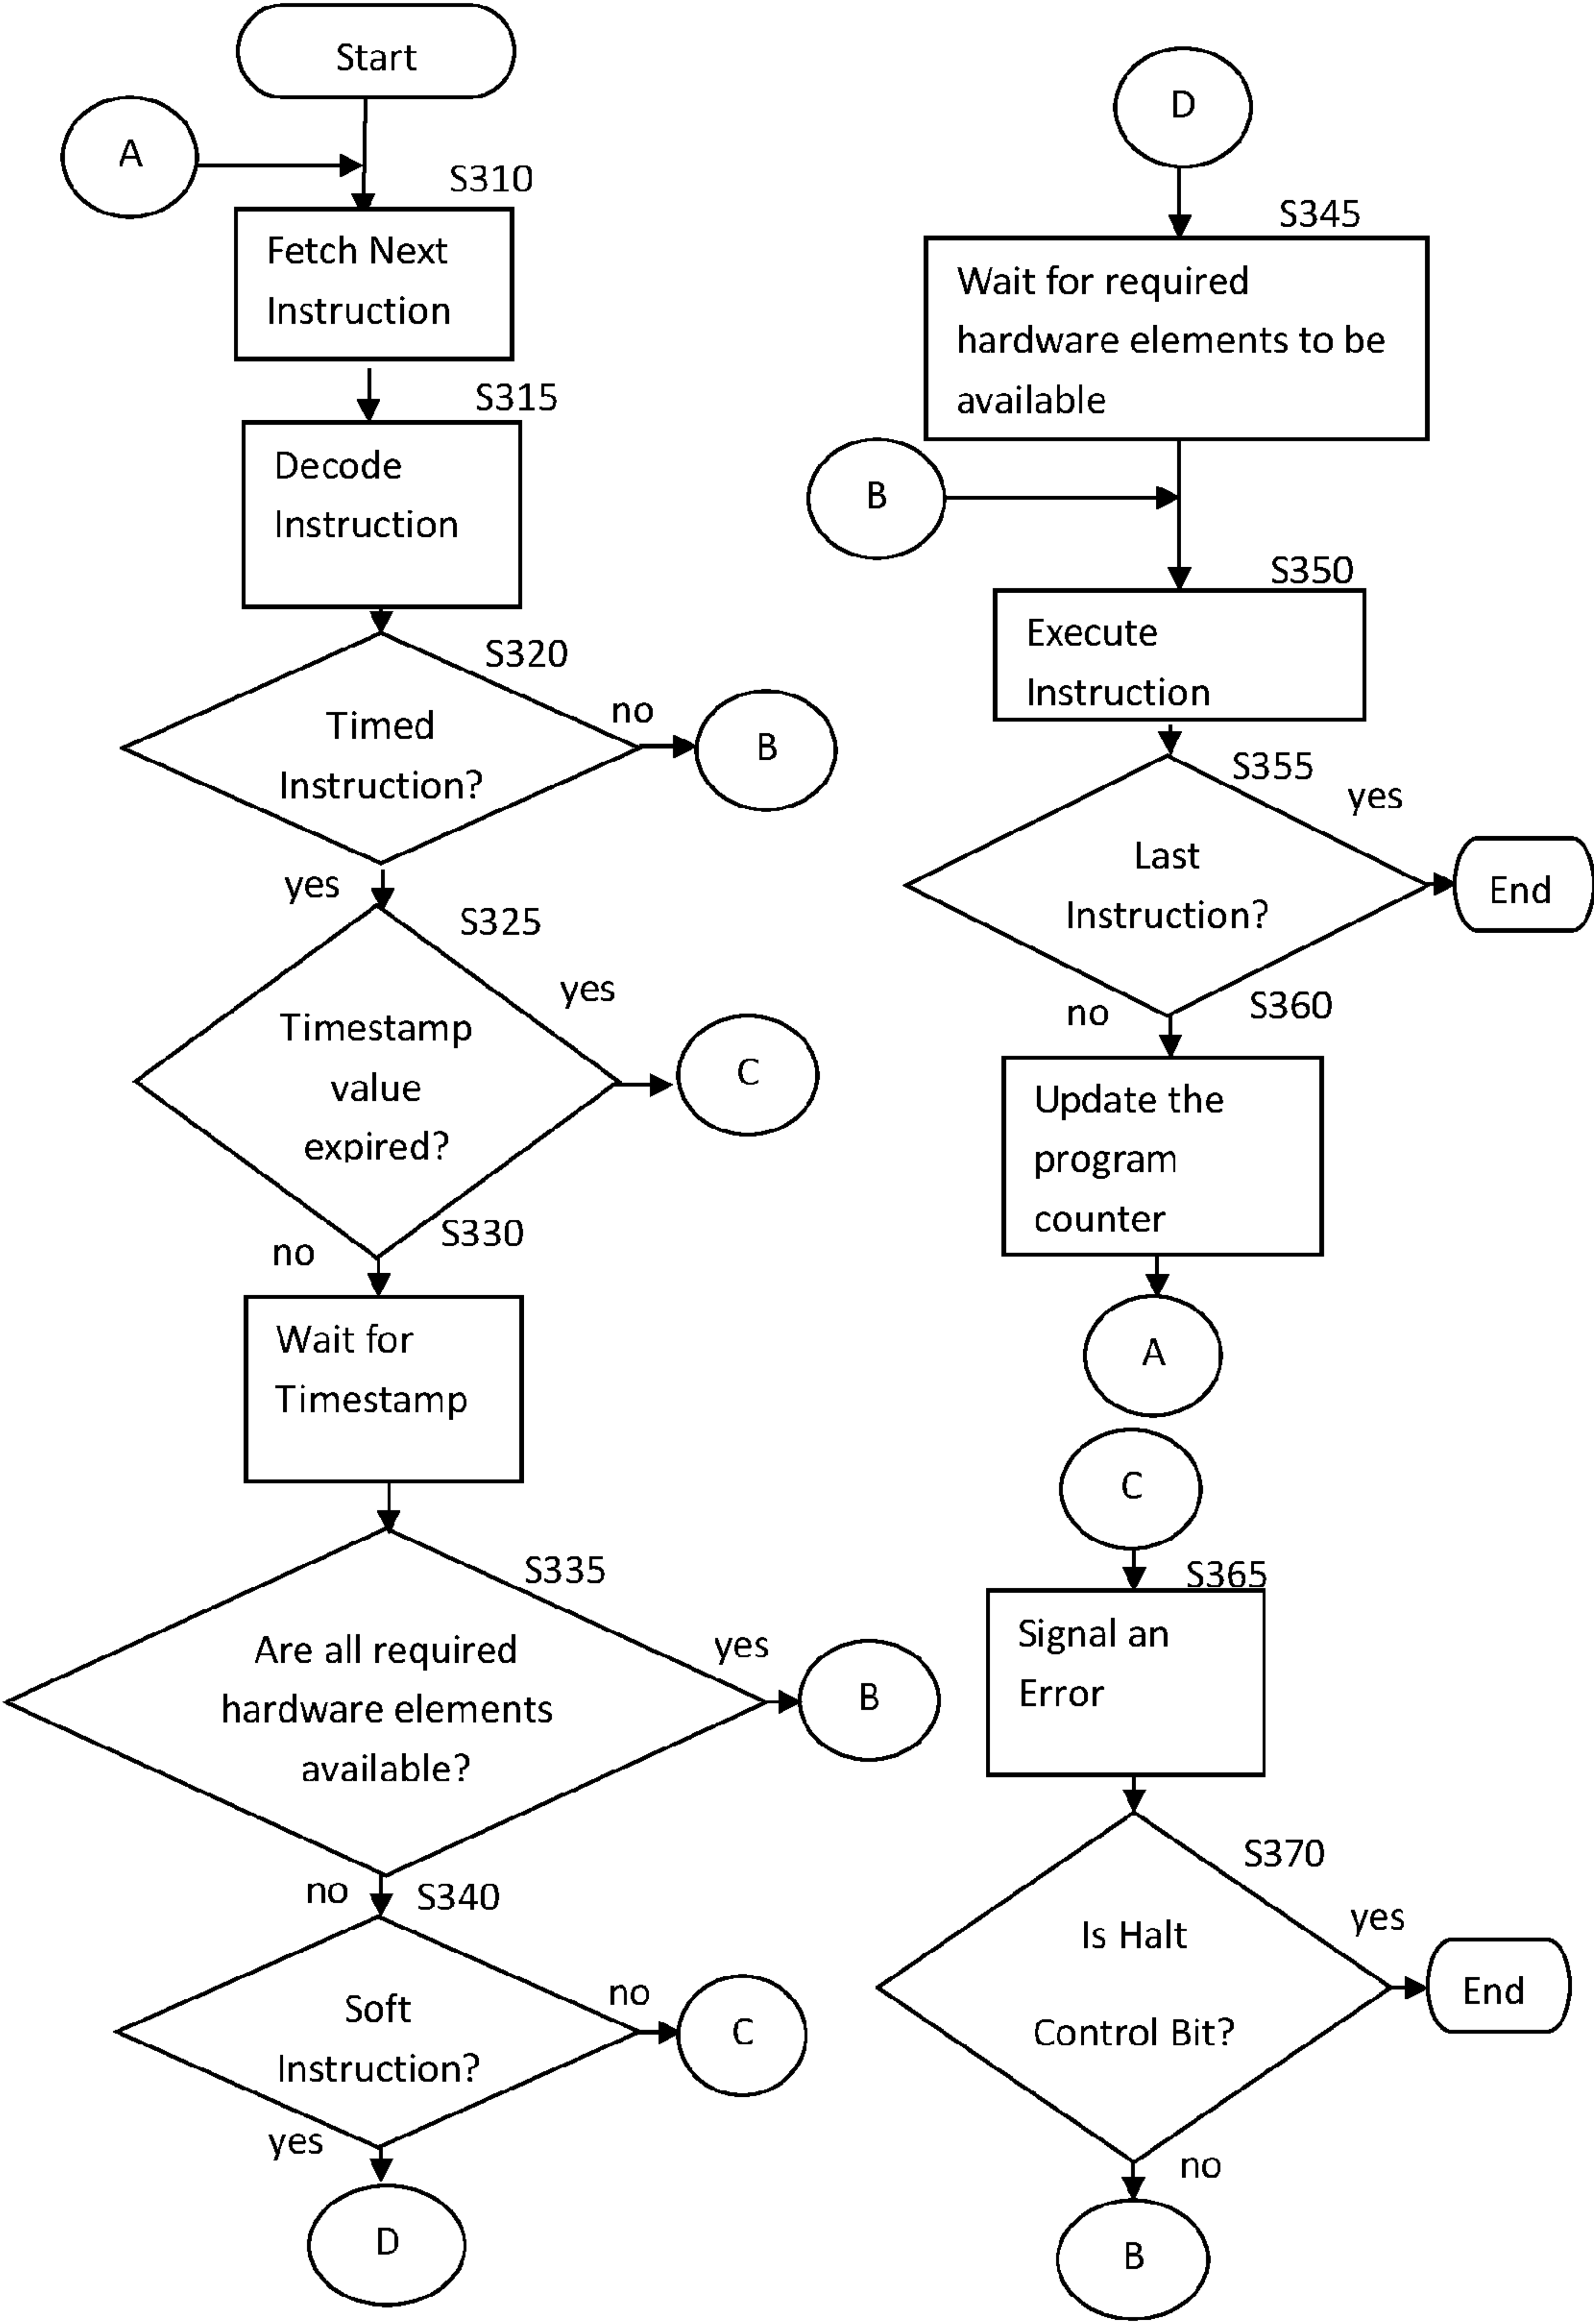 Start
A
S310
Fetch Next
Instruction
S315
Decode
Instruction
S320
Timed
Instruction?
no
B
yes
S325
Timestamp
value
expired?
yes
C
no
S330
Wait for
Timestamp
S335
Are all required
hardware elements
available?
yes
B
no
S340
Soft
Instruction?
no
C
yes
D
D
S345
Wait for required
hardware elements to be
available
B
S350
Execute
Instruction
S355
Last
Instruction?
yes
End
no
S360
Update the
program
counter
A
C
S365
Signal an
Error
S370
Is Halt
Control Bit?
yes
End
no
B